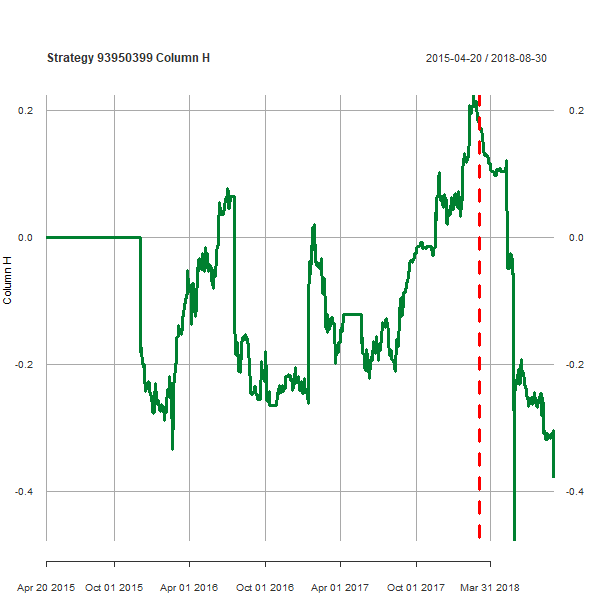 Strategy 93950399 Column H
2015-04-20 / 2018-08-30
0.2
0.2
0.0
0.0
Column H
-0.2
-0.2
-0.4
-0.4
Apr 20 2015
Oct 01 2015
Apr 01 2016
Oct 01 2016
Apr 01 2017
Oct 01 2017
Mar 31 2018